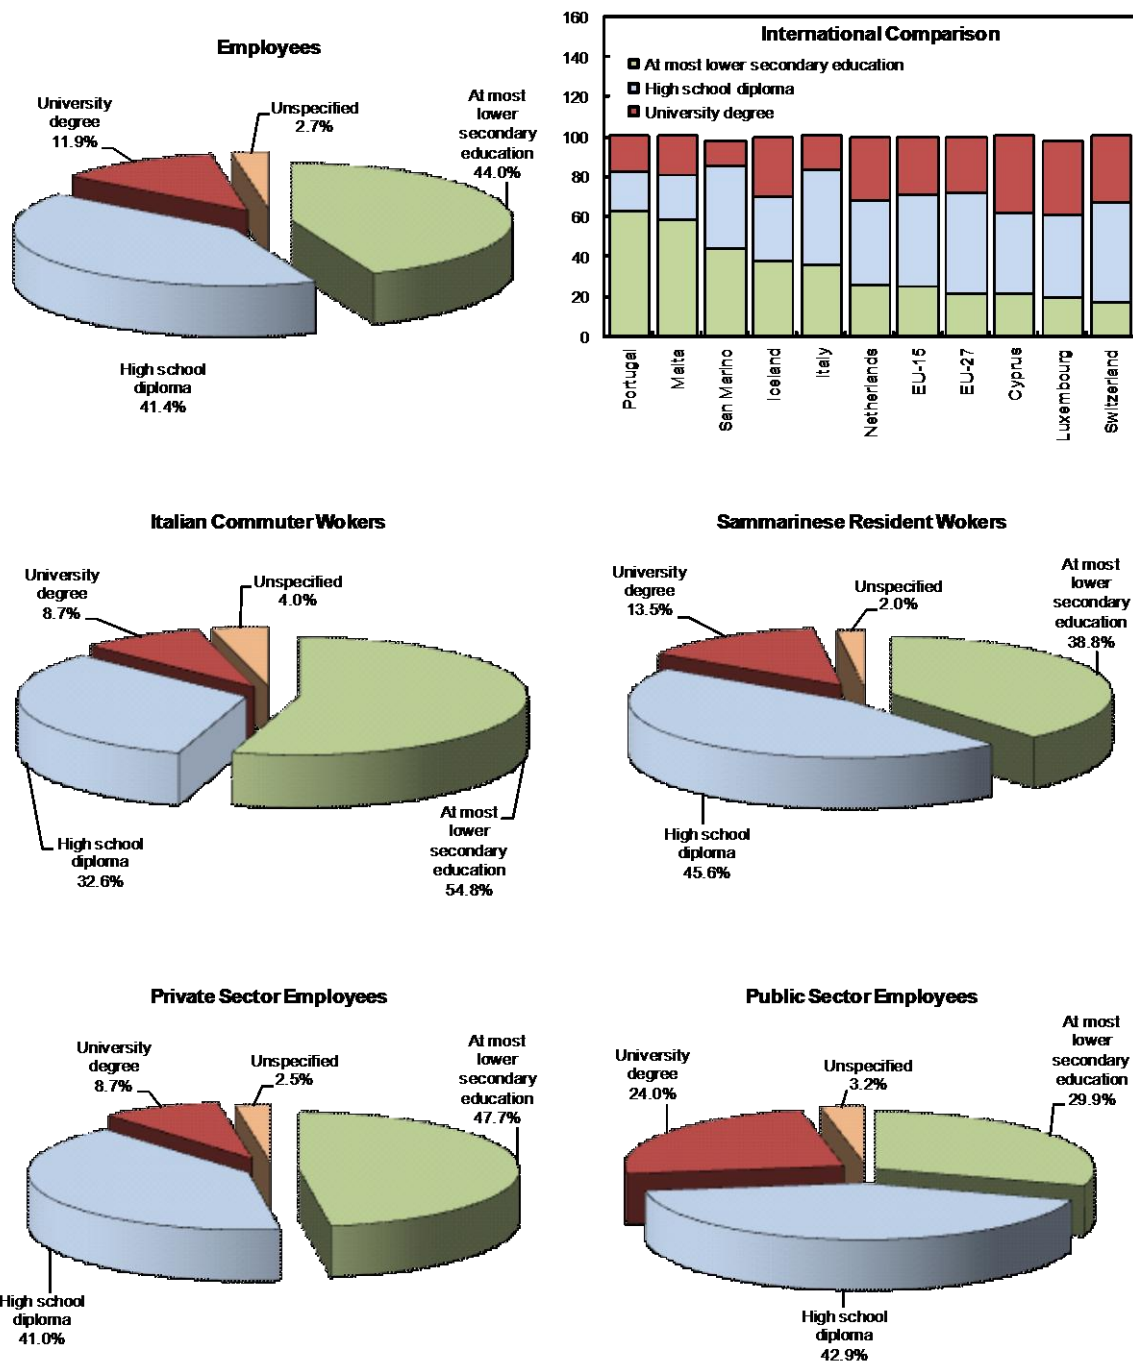 Employees
University
degree
11.9%
Unspecified
2.7%
At most
lower
secondary
education
44.0%
High school
diploma
41.4%
International Comparison
At most lower secondary education
High school diploma
University degree
160
140
120
100
80
60
40
20
0
Portugal
Malta
San Marino
Iceland
Italy
Netherlands
EU-15
EU-27
Cyprus
Luxembourg
Switzerland
Italian Commuter Wokers
University
degree
8.7%
Unspecified
4.0%
High school
diploma
32.6%
At most
lower
secondary
education
54.8%
Sammarinese Resident Wokers
University
degree
13.5%
Unspecified
2.0%
At most
lower
secondary
education
38.8%
High school
diploma
45.6%
Private Sector Employees
University
degree
8.7%
Unspecified
2.5%
At most
lower
secondary
education
47.7%
High school
diploma
41.0%
Public Sector Employees
University
degree
24.0%
Unspecified
3.2%
At most
lower
secondary
education
29.9%
High school
diploma
42.9%